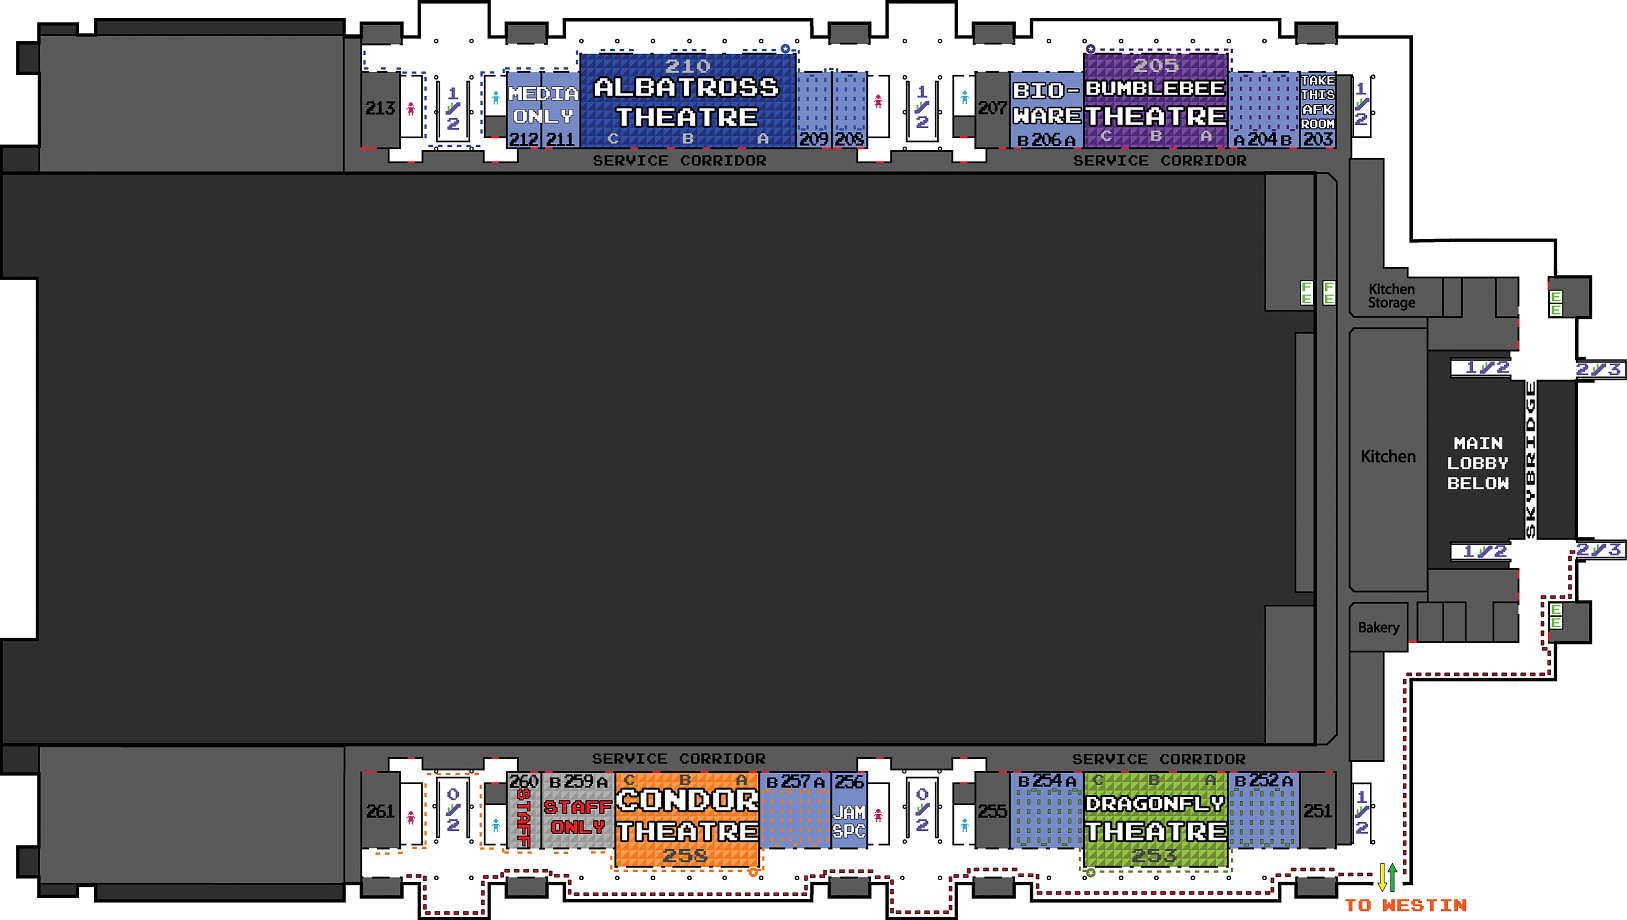 213
1/2
MEDIA
ONLY
212 211
210
ALBATROSS
THEATRE
C B A
209 208
1/2
207
BIO-
WARE
B 206 A
205
BUMBLEBEE
THEATRE
C B A
A 204 B
TAKE
THIS
AFK
ROOM
203
1/2
SERVICE CORRIDOR
SERVICE CORRIDOR
FE
FE
Kitchen
Storage
EE
1/2
2/3
SKYBRIDGE
MAIN
LOBBY
BELOW
Kitchen
1/2
2/3
EE
Bakery
SERVICE CORRIDOR
SERVICE CORRIDOR
261
0/2
260
STAFF
B 259 A
STAFF
ONLY
C B A
CONDOR
THEATRE
258
B 257 A
256
JAM
SPC
0/2
255
B 254 A
C B A
DRAGONFLY
THEATRE
253
B 252 A
251
1/2
TO WESTIN